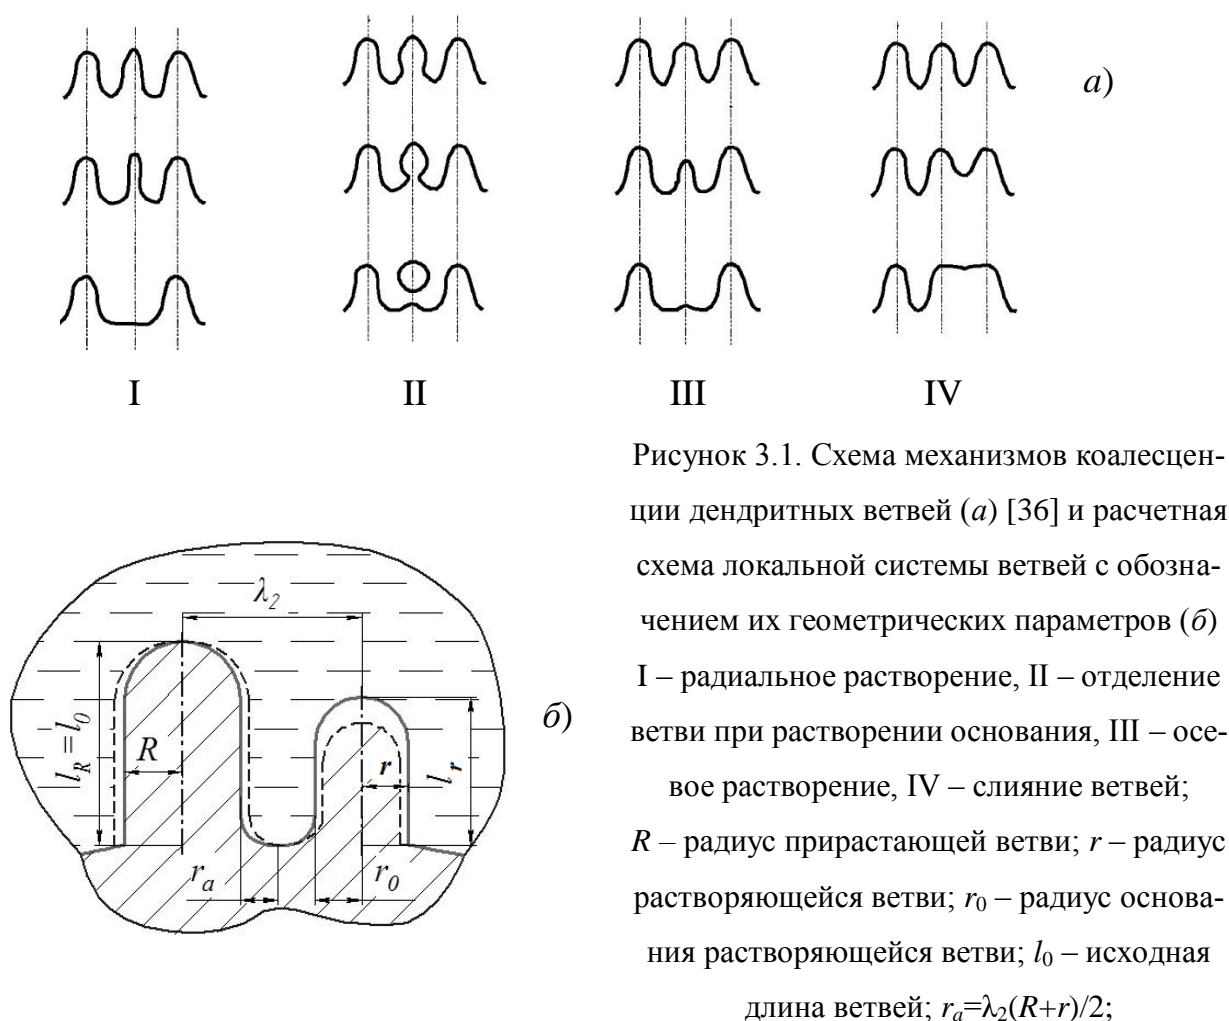 а)
I II III IV
Рисунок 3.1. Схема механизмов коалесцен-
ции дендритных ветвей (а) [36] и расчетная
схема локальной системы ветвей с обозна-
чением их геометрических параметров (б)
I – радиальное растворение, II – отделение
ветви при растворении основания, III – осе-
вое растворение, IV – слияние ветвей;
R – радиус прирастающей ветви; r – радиус
растворяющейся ветви; r₀ – радиус основа-
ния растворяющейся ветви; l₀ – исходная
длина ветвей; rₐ=λ₂(R+r)/2;
λ₂
б)
l_R = l₀
R
r
l_r
rₐ
r₀